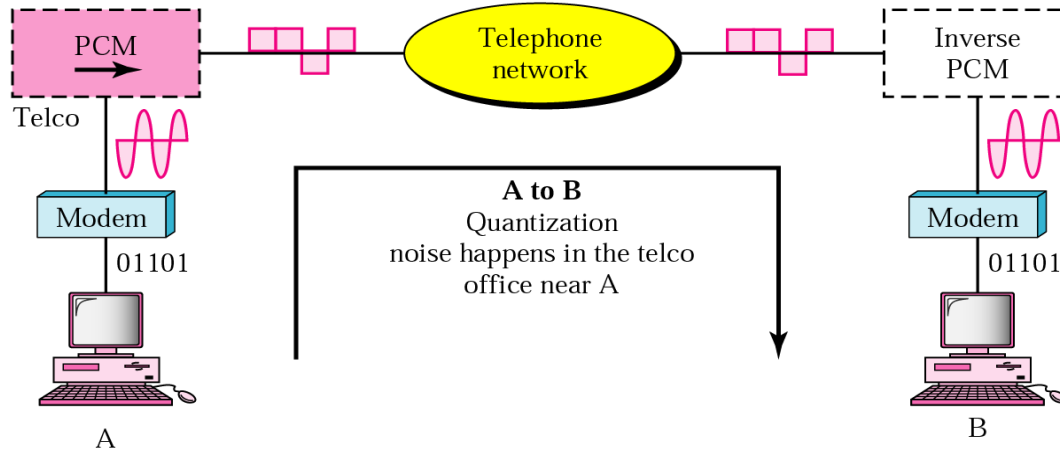 PCM
Telephone
network
Inverse
PCM
Telco
Modem
A to B
Quantization
noise happens in the telco
office near A
Modem
01101
01101
A
B